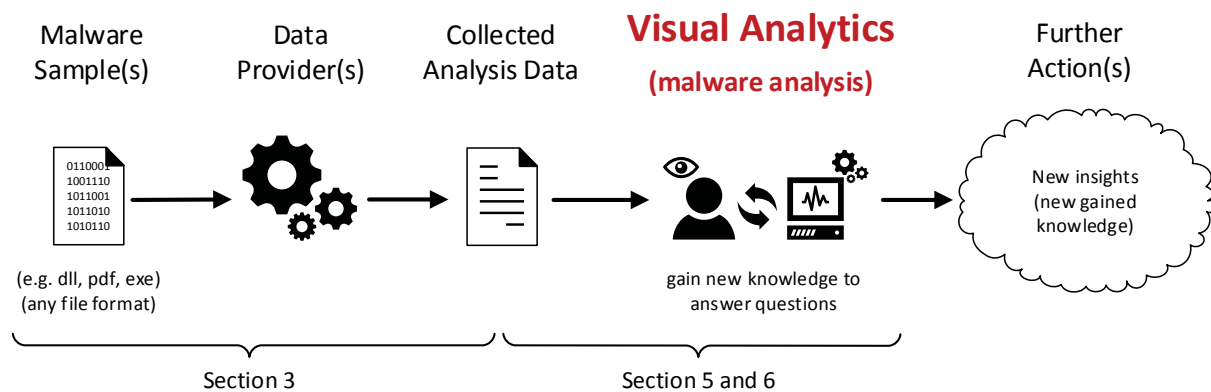 Malware
Sample(s)
Data
Provider(s)
Collected
Analysis Data
Visual Analytics
(malware analysis)
Further
Action(s)
0110001
1001110
1011001
1011010
1010110
New insights
(new gained
knowledge)
(e.g. dll, pdf, exe)
(any file format)
gain new knowledge to
answer questions
Section 3
Section 5 and 6